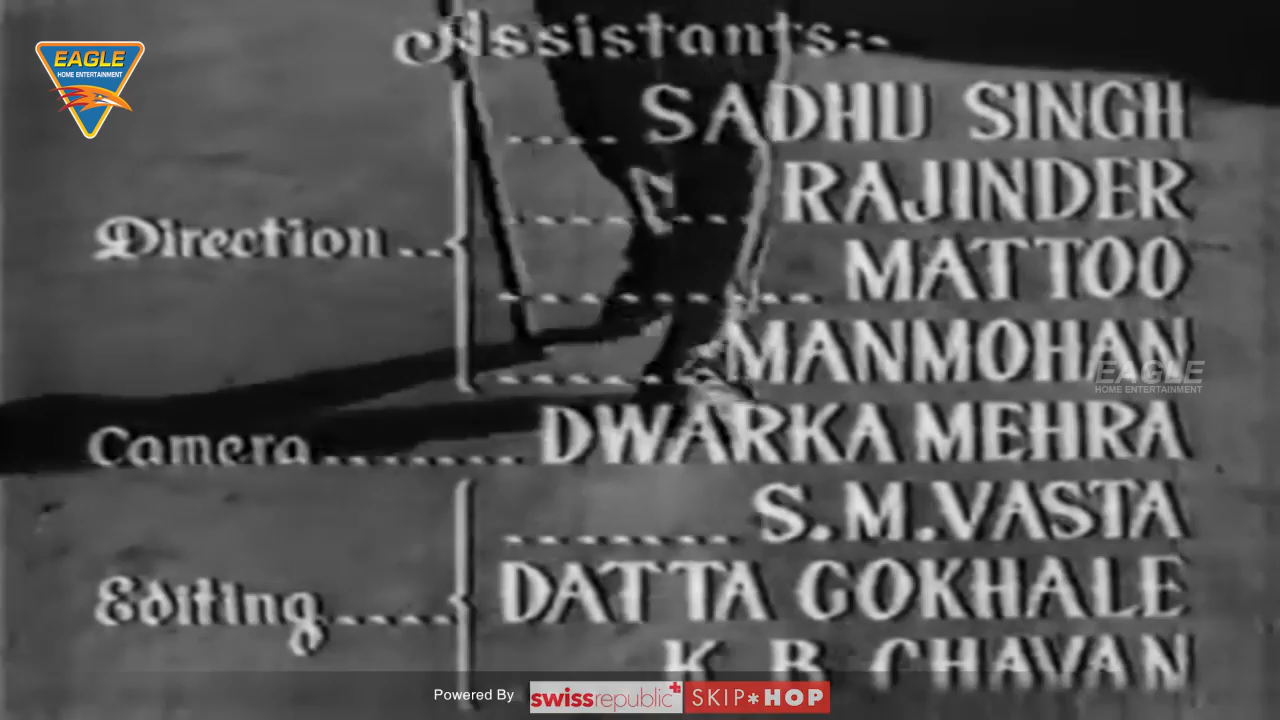 Assistants:-
EAGLE
HOME ENTERTAINMENT
.... SADHU SINGH
........ RAJINDER
Direction ...
............ MATTOO
......... MANMOHAN
EAGLE
HOME ENTERTAINMENT
Camera ......... DWARKA MEHRA
........ S.M.VASTA
Editing ..... DATTA GOKHALE
K. B. CHAVAN
Powered By swissrepublic SKIP*HOP